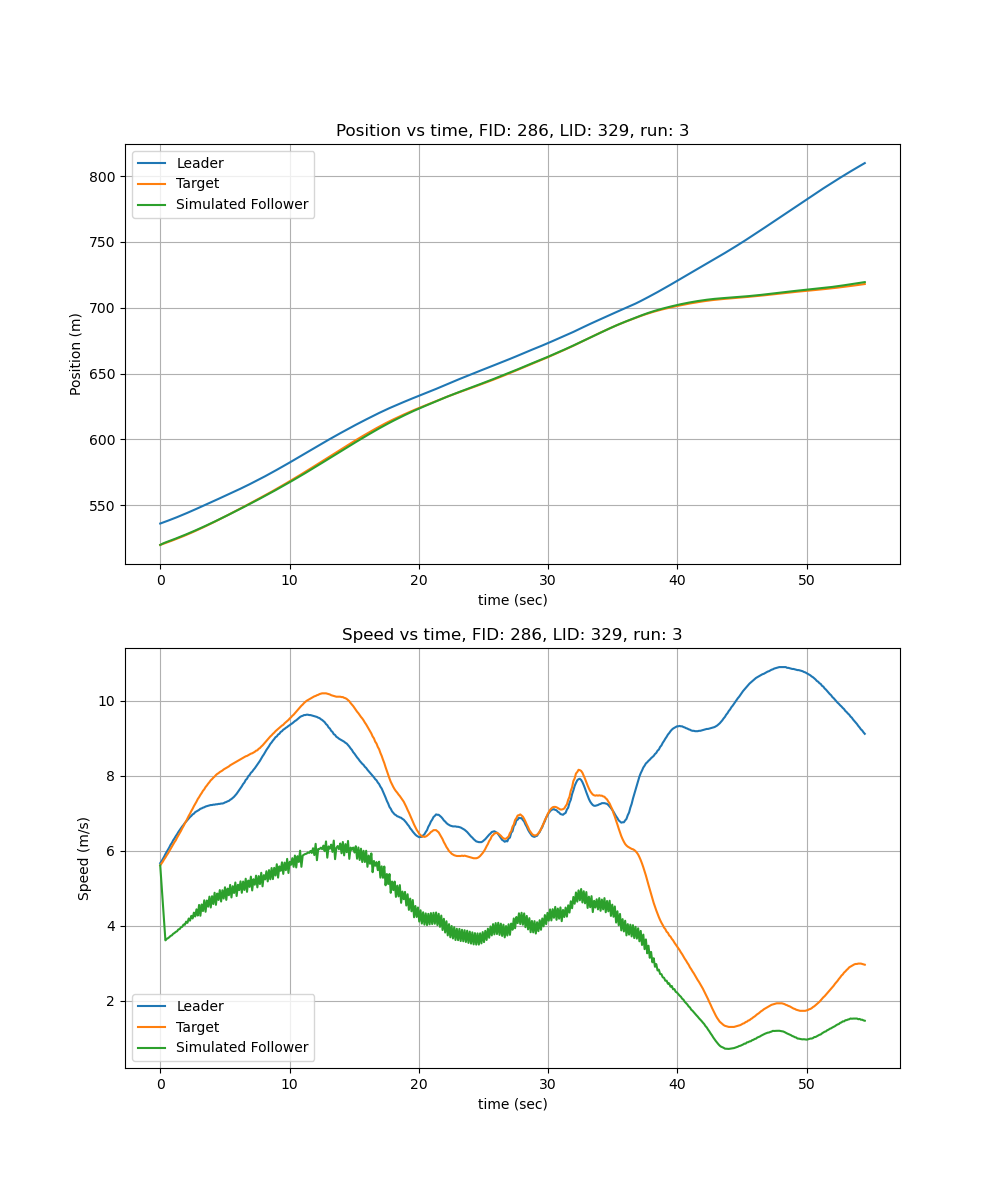 Position vs time, FID: 286, LID: 329, run: 3
Leader
Target
Simulated Follower
800
750
700
650
600
550
Position (m)
0 10 20 30 40 50
time (sec)
Speed vs time, FID: 286, LID: 329, run: 3
10
8
6
4
2
Speed (m/s)
Leader
Target
Simulated Follower
0 10 20 30 40 50
time (sec)